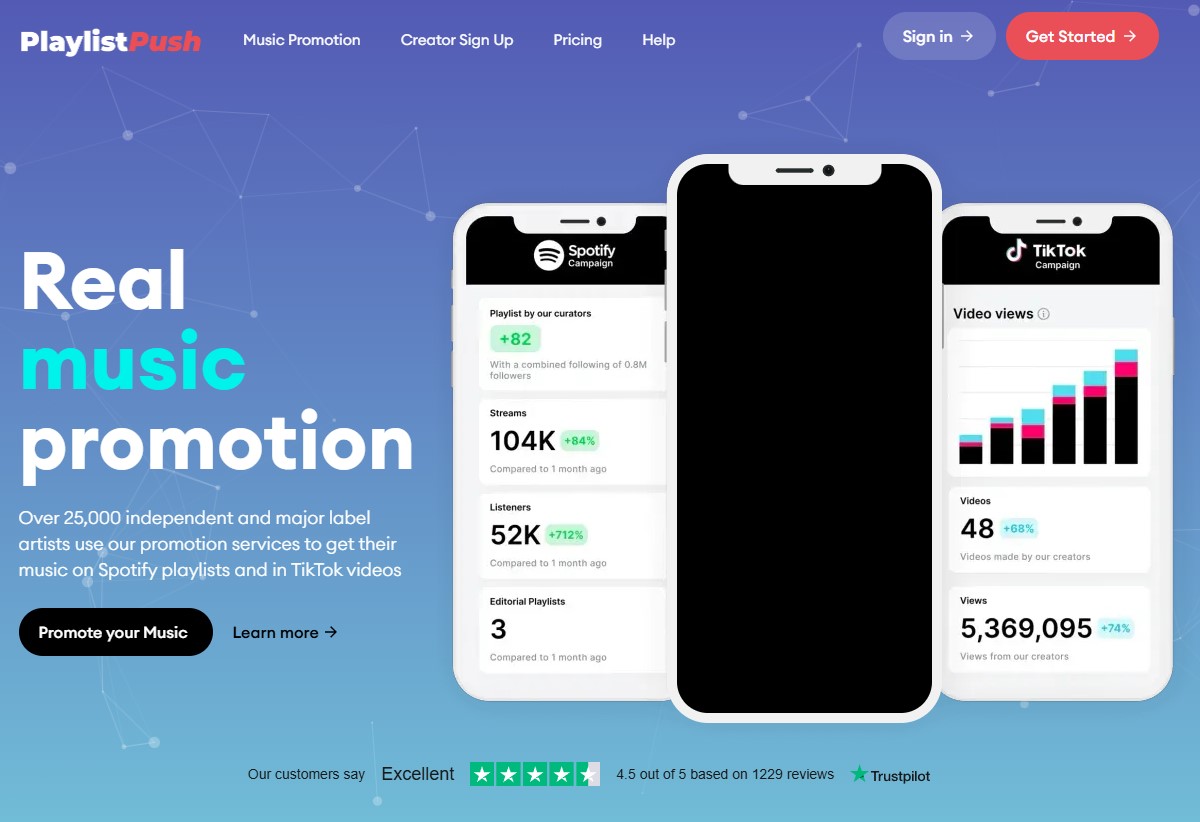 PlaylistPush
Music Promotion
Creator Sign Up
Pricing
Help
Sign in →
Get Started →
Real
music
promotion
Over 25,000 independent and major label
artists use our promotion services to get their
music on Spotify playlists and in TikTok videos
Promote your Music
Learn more →
Spotify
Campaign
Playlist by our curators
+82
With a combined following of 0.8M
followers
Streams
104K +84%
Compared to 1 month ago
Listeners
52K +712%
Compared to 1 month ago
Editorial Playlists
3
Compared to 1 month ago
TikTok
Campaign
Video views
Videos
48 +68%
Videos made by our creators
Views
5,369,095 +74%
Views from our creators
Our customers say Excellent 4.5 out of 5 based on 1229 reviews Trustpilot